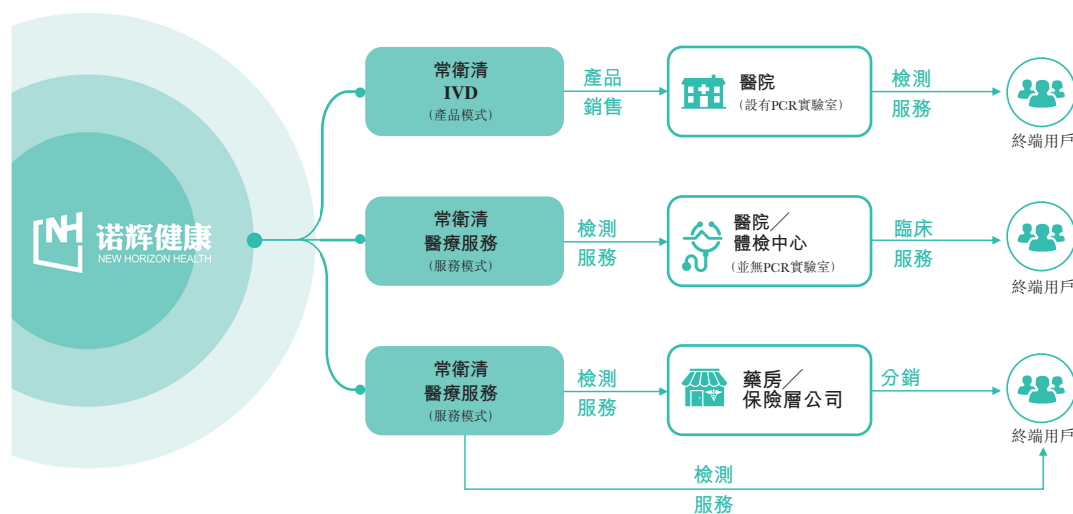 诺辉健康
NEW HORIZON HEALTH
常衛清
IVD
(產品模式)
產品
銷售
醫院
(設有PCR實驗室)
檢測
服務
終端用戶
常衛清
醫療服務
(服務模式)
檢測
服務
醫院／
體檢中心
(並無PCR實驗室)
臨床
服務
終端用戶
常衛清
醫療服務
(服務模式)
檢測
服務
藥房／
保險層公司
分銷
終端用戶
檢測
服務